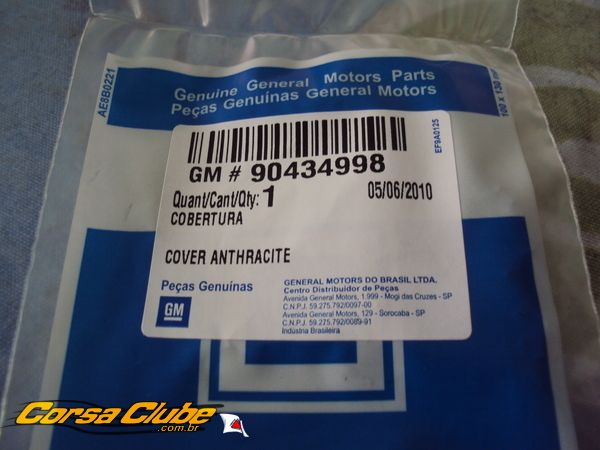 AE8B0221
Genuine General Motors Parts
Peças Genuínas General Motors
100 x 130 mm
EF9A0125
GM # 90434998
Quant/Cant/Qty: 1 05/06/2010
COBERTURA
COVER ANTHRACITE
Peças Genuínas
GM
GENERAL MOTORS DO BRASIL LTDA.
Centro Distribuidor de Peças
Avenida General Motors, 1.999 - Mogi das Cruzes - SP
C.N.P.J. 59.275.792/0097-00
Avenida General Motors, 129 - Sorocaba - SP
C.N.P.J. 59.275.792/0089-91
Indústria Brasileira
Corsa Clube
.com.br